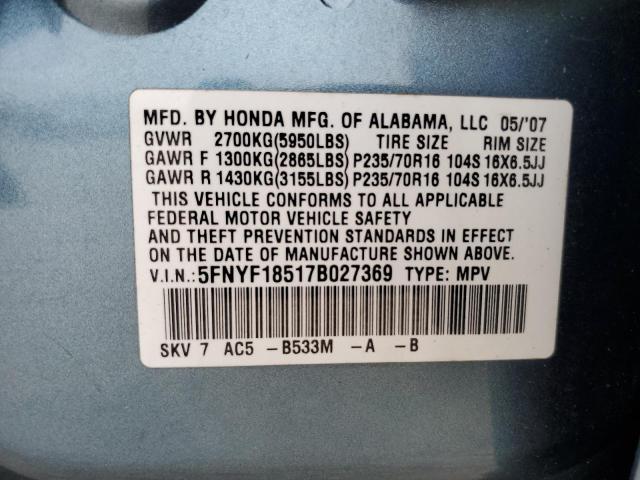 MFD. BY HONDA MFG. OF ALABAMA, LLC 05/'07
GVWR 2700KG(5950LBS) TIRE SIZE RIM SIZE
GAWR F 1300KG(2865LBS) P235/70R16 104S 16X6.5JJ
GAWR R 1430KG(3155LBS) P235/70R16 104S 16X6.5JJ
THIS VEHICLE CONFORMS TO ALL APPLICABLE
FEDERAL MOTOR VEHICLE SAFETY
AND THEFT PREVENTION STANDARDS IN EFFECT
ON THE DATE OF MANUFACTURE SHOWN ABOVE.
V.I.N.: 5FNYF18517B027369 TYPE: MPV
SKV 7 AC5 -B533M -A -B